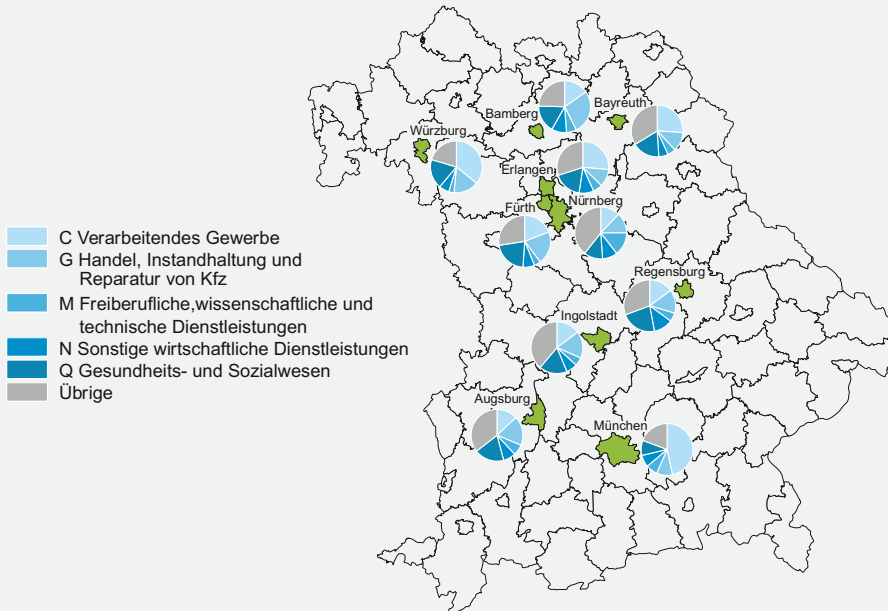 Bamberg
Bayreuth
Würzburg
Erlangen
Fürth
Nürnberg
C Verarbeitendes Gewerbe
G Handel, Instandhaltung und
Reparatur von Kfz
M Freiberufliche,wissenschaftliche und
technische Dienstleistungen
N Sonstige wirtschaftliche Dienstleistungen
Q Gesundheits- und Sozialwesen
Übrige
Regensburg
Ingolstadt
Augsburg
München